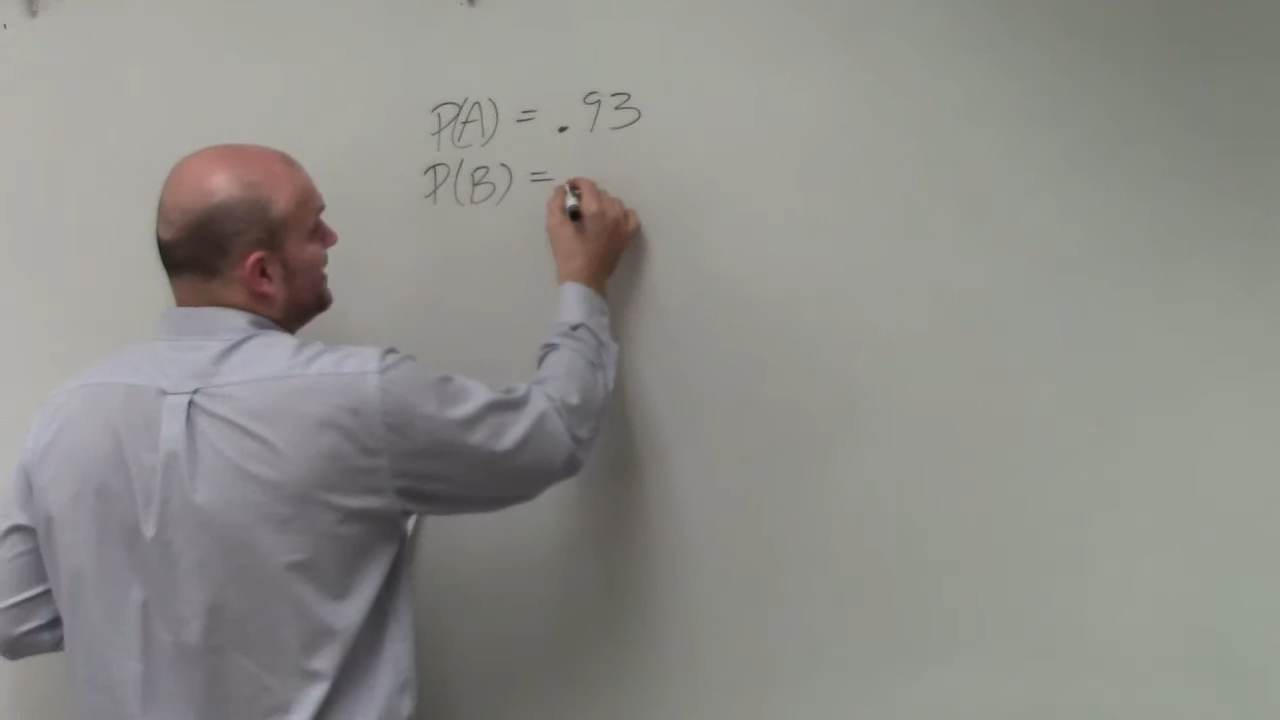 P(A) = .93
P(B) =